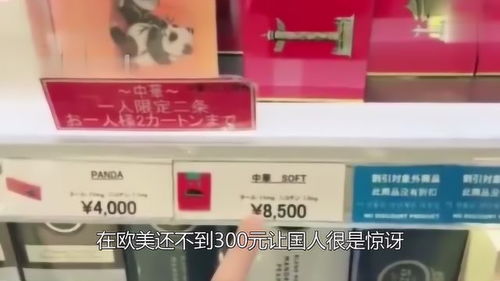 ～中華～
一人限定二条
お一人様2カートンまで
PANDA
¥4,000
中華 SOFT
¥8,500
割引対象外商品
此商品没有折扣
NO DISCOUNT PRODUCT
在欧美还不到300元让国人很是惊讶